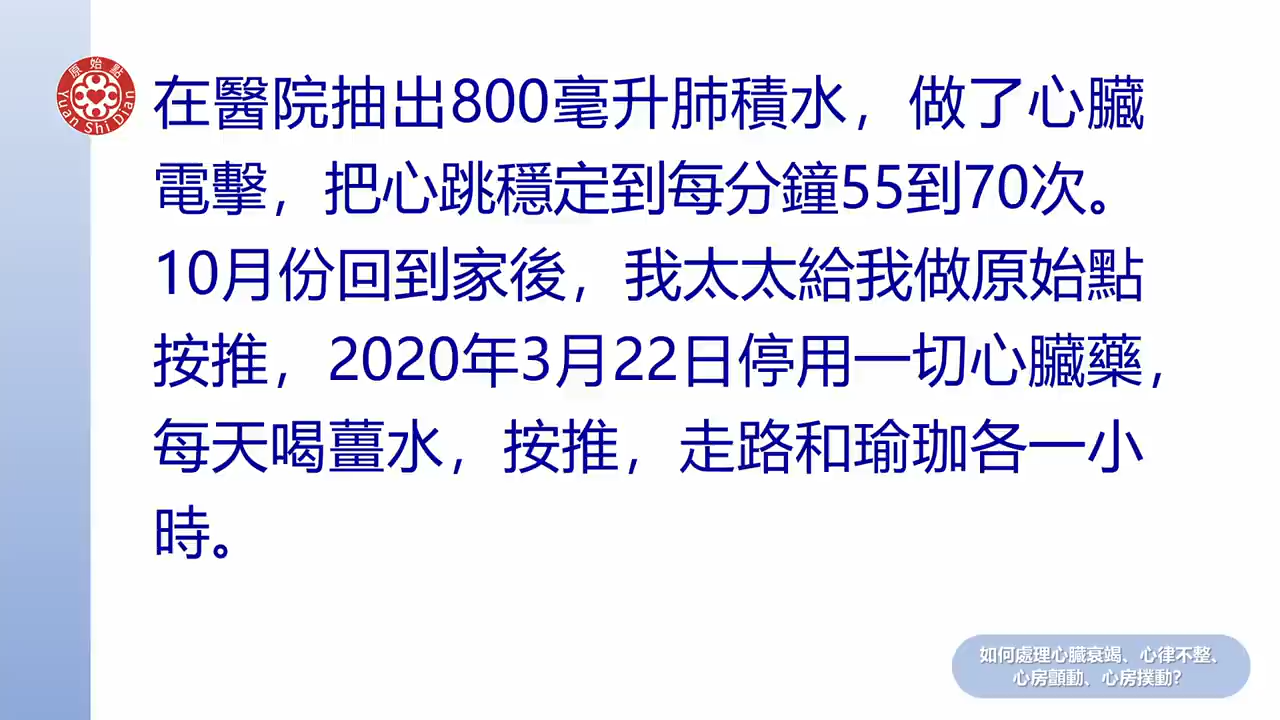 原始點
Yuan Shi Dian
在醫院抽出800毫升肺積水，做了心臟
電擊，把心跳穩定到每分鐘55到70次。
10月份回到家後，我太太給我做原始點
按推，2020年3月22日停用一切心臟藥，
每天喝薑水，按推，走路和瑜珈各一小
時。
如何處理心臟衰竭、心律不整、
心房顫動、心房撲動？